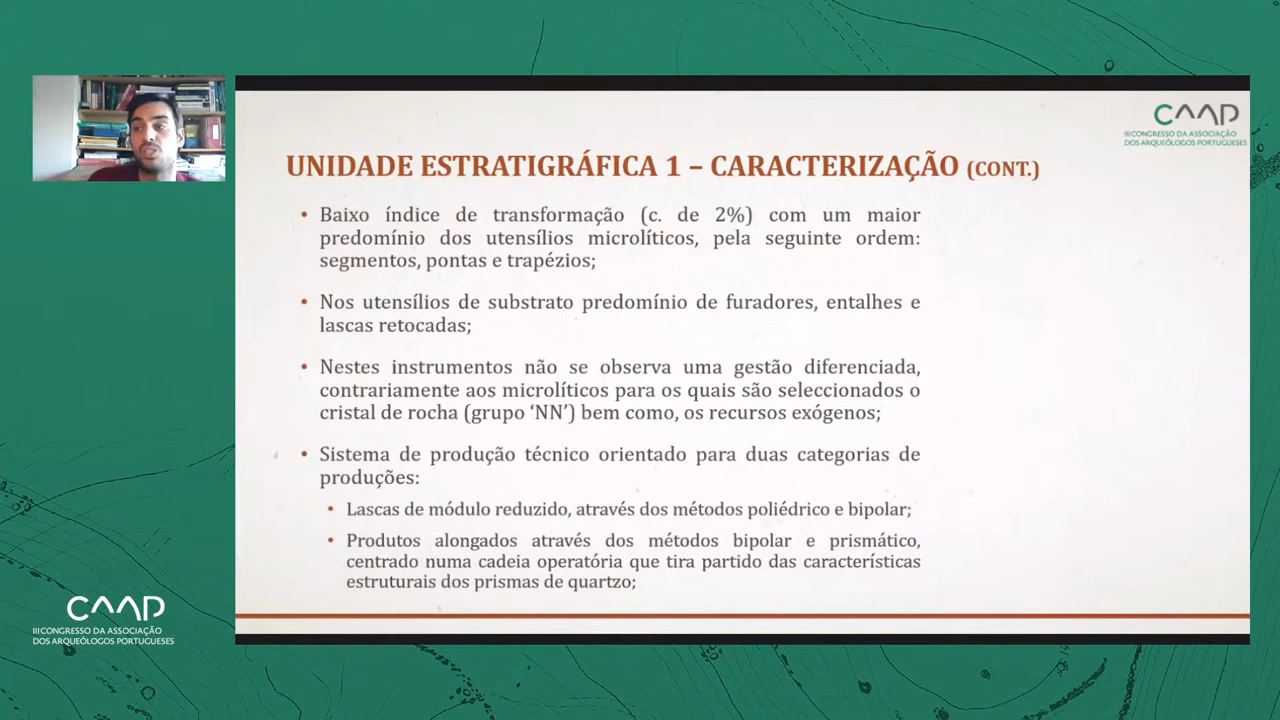 CAAP
III CONGRESSO DA ASSOCIAÇÃO
DOS ARQUEÓLOGOS PORTUGUESES
UNIDADE ESTRATIGRÁFICA 1 – CARACTERIZAÇÃO (CONT.)
• Baixo índice de transformação (c. de 2%) com um maior
predomínio dos utensílios microlíticos, pela seguinte ordem:
segmentos, pontas e trapézios;
• Nos utensílios de substrato predomínio de furadores, entalhes e
lascas retocadas;
• Nestes instrumentos não se observa uma gestão diferenciada,
contrariamente aos microlíticos para os quais são seleccionados o
cristal de rocha (grupo ‘NN’) bem como, os recursos exógenos;
• Sistema de produção técnico orientado para duas categorias de
produções:
• Lascas de módulo reduzido, através dos métodos poliédrico e bipolar;
• Produtos alongados através dos métodos bipolar e prismático,
centrado numa cadeia operatória que tira partido das características
estruturais dos prismas de quartzo;
CAAP
III CONGRESSO DA ASSOCIAÇÃO
DOS ARQUEÓLOGOS PORTUGUESES